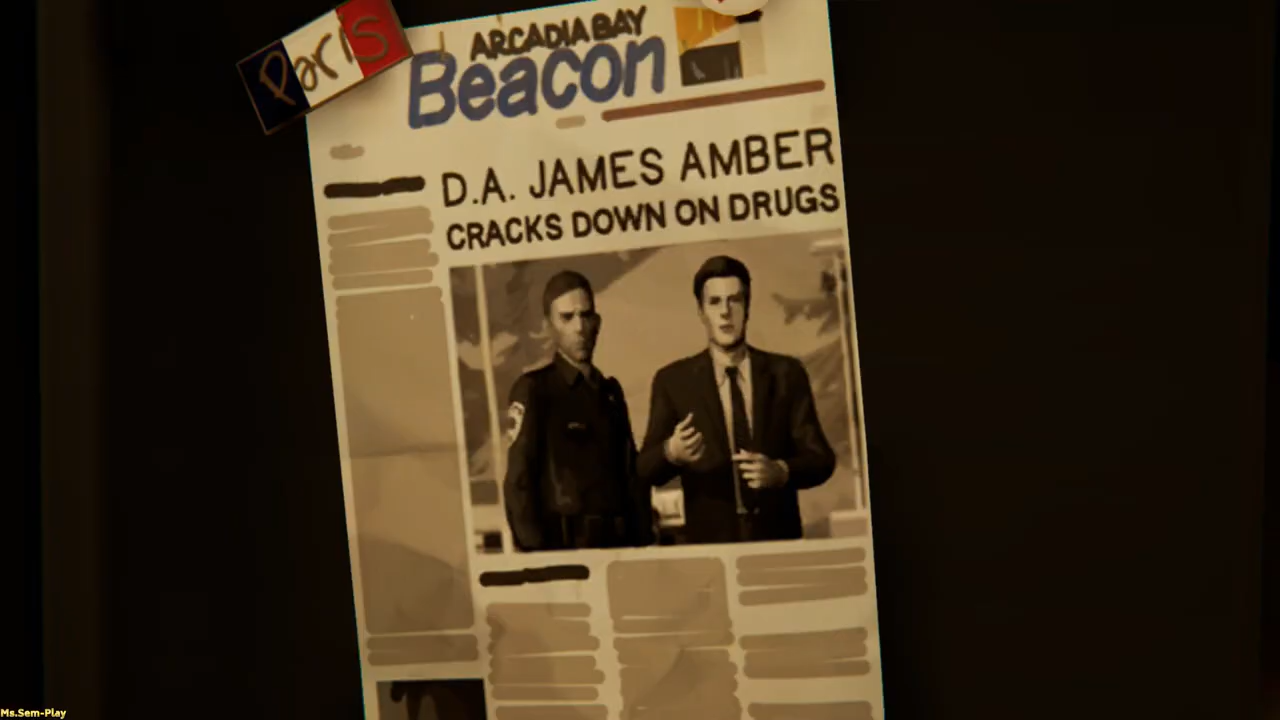 Paris
ARCADIA BAY
Beacon
D.A. JAMES AMBER
CRACKS DOWN ON DRUGS
Ms.Sem-Play